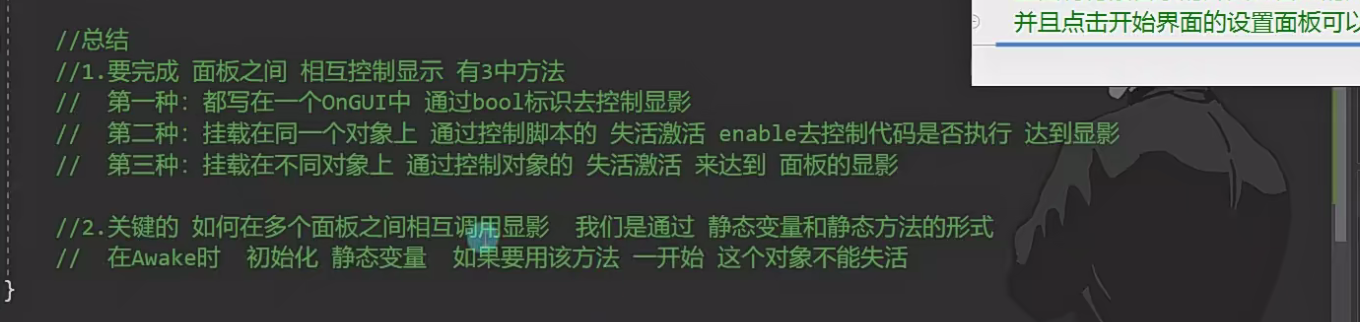 并且点击开始界面的设置面板可以
//总结
//1.要完成 面板之间 相互控制显示 有3中方法
//  第一种: 都写在一个OnGUI中 通过bool标识去控制显影
//  第二种: 挂载在同一个对象上 通过控制脚本的 失活激活 enable去控制代码是否执行 达到显影
//  第三种: 挂载在不同对象上 通过控制对象的 失活激活 来达到 面板的显影
//2.关键的 如何在多个面板之间相互调用显影  我们是通过 静态变量和静态方法的形式
//  在Awake时  初始化 静态变量  如果要用该方法 一开始 这个对象不能失活
}